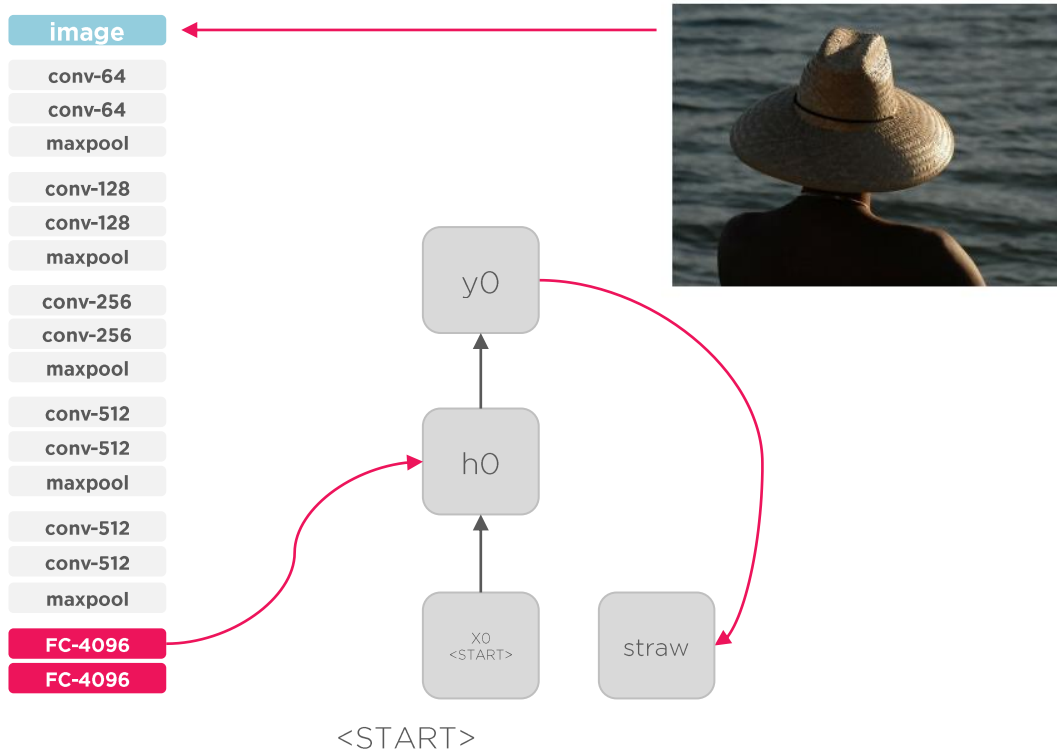 image
conv-64
conv-64
maxpool
conv-128
conv-128
maxpool
conv-256
conv-256
maxpool
conv-512
conv-512
maxpool
conv-512
conv-512
maxpool
FC-4096
FC-4096
y0
h0
X0
<START>
straw
<START>